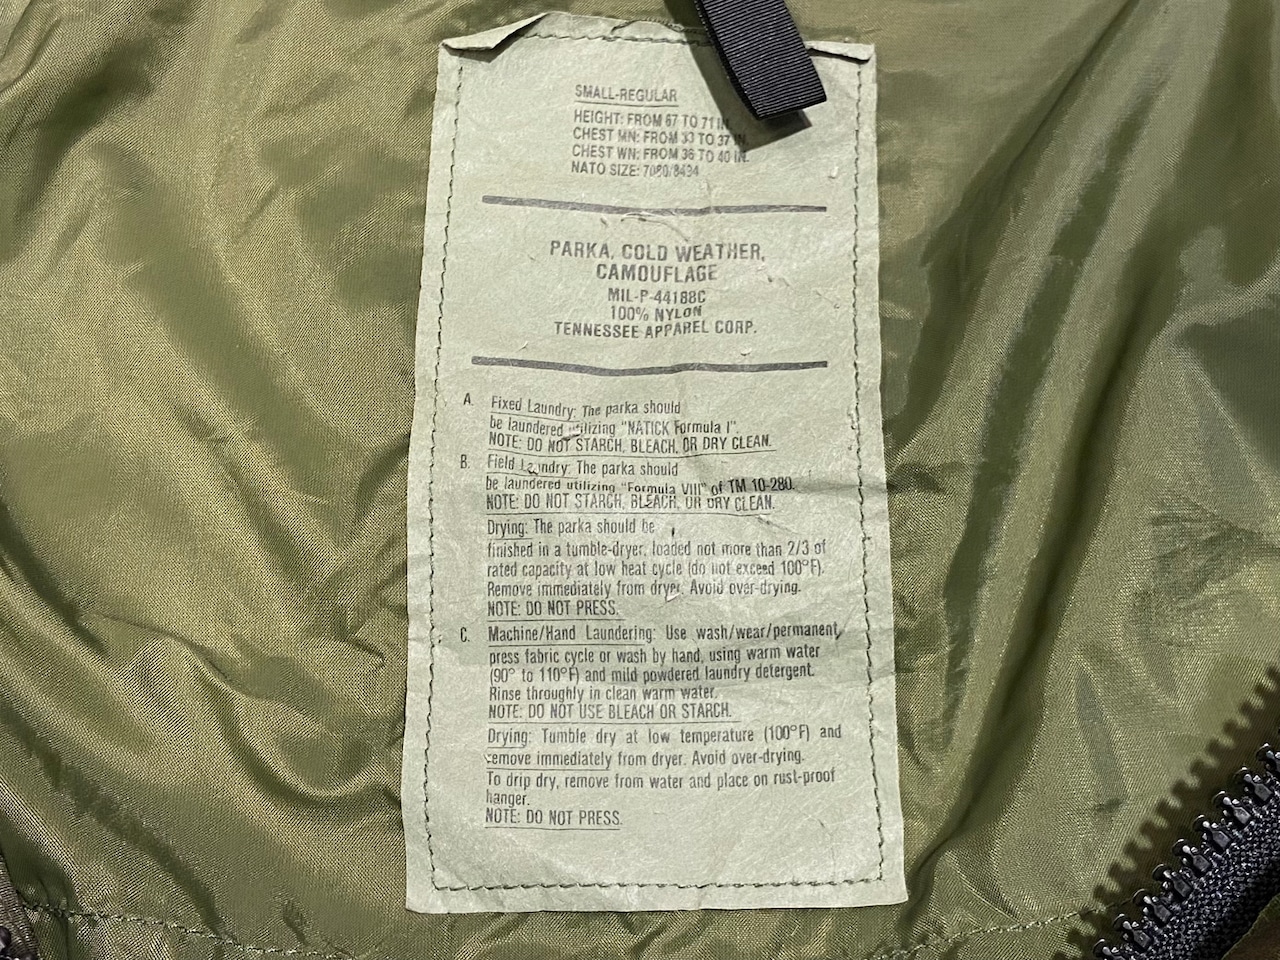 SMALL-REGULAR
HEIGHT: FROM 67 TO 71 IN.
CHEST MN: FROM 33 TO 37 IN.
CHEST WN: FROM 36 TO 40 IN.
NATO SIZE: 7080/8434
PARKA, COLD WEATHER,
CAMOUFLAGE
MIL-P-44188C
100% NYLON
TENNESSEE APPAREL CORP.
A. Fixed Laundry: The parka should
be laundered utilizing "NATICK Formula I".
NOTE: DO NOT STARCH, BLEACH, OR DRY CLEAN.
B. Field Laundry: The parka should
be laundered utilizing "Formula VIII" of TM 10-280.
NOTE: DO NOT STARCH, BLEACH, OR DRY CLEAN.
Drying: The parka should be
finished in a tumble-dryer, loaded not more than 2/3 of
rated capacity at low heat cycle (do not exceed 100°F).
Remove immediately from dryer. Avoid over-drying.
NOTE: DO NOT PRESS.
C. Machine/Hand Laundering: Use wash/wear/permanent
press fabric cycle or wash by hand, using warm water
(90° to 110°F) and mild powdered laundry detergent.
Rinse throughly in clean warm water.
NOTE: DO NOT USE BLEACH OR STARCH.
Drying: Tumble dry at low temperature (100°F) and
remove immediately from dryer. Avoid over-drying.
To drip dry, remove from water and place on rust-proof
hanger.
NOTE: DO NOT PRESS.